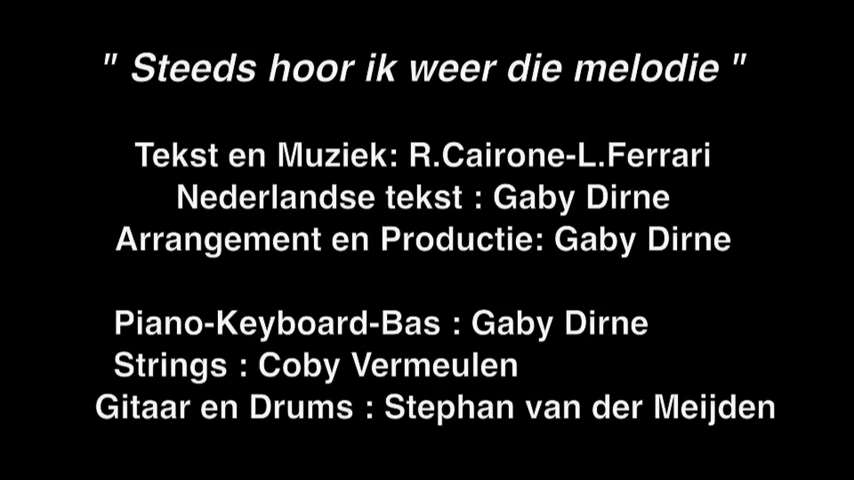 " Steeds hoor ik weer die melodie "
Tekst en Muziek: R.Cairone-L.Ferrari
Nederlandse tekst : Gaby Dirne
Arrangement en Productie: Gaby Dirne
Piano-Keyboard-Bas : Gaby Dirne
Strings : Coby Vermeulen
Gitaar en Drums : Stephan van der Meijden